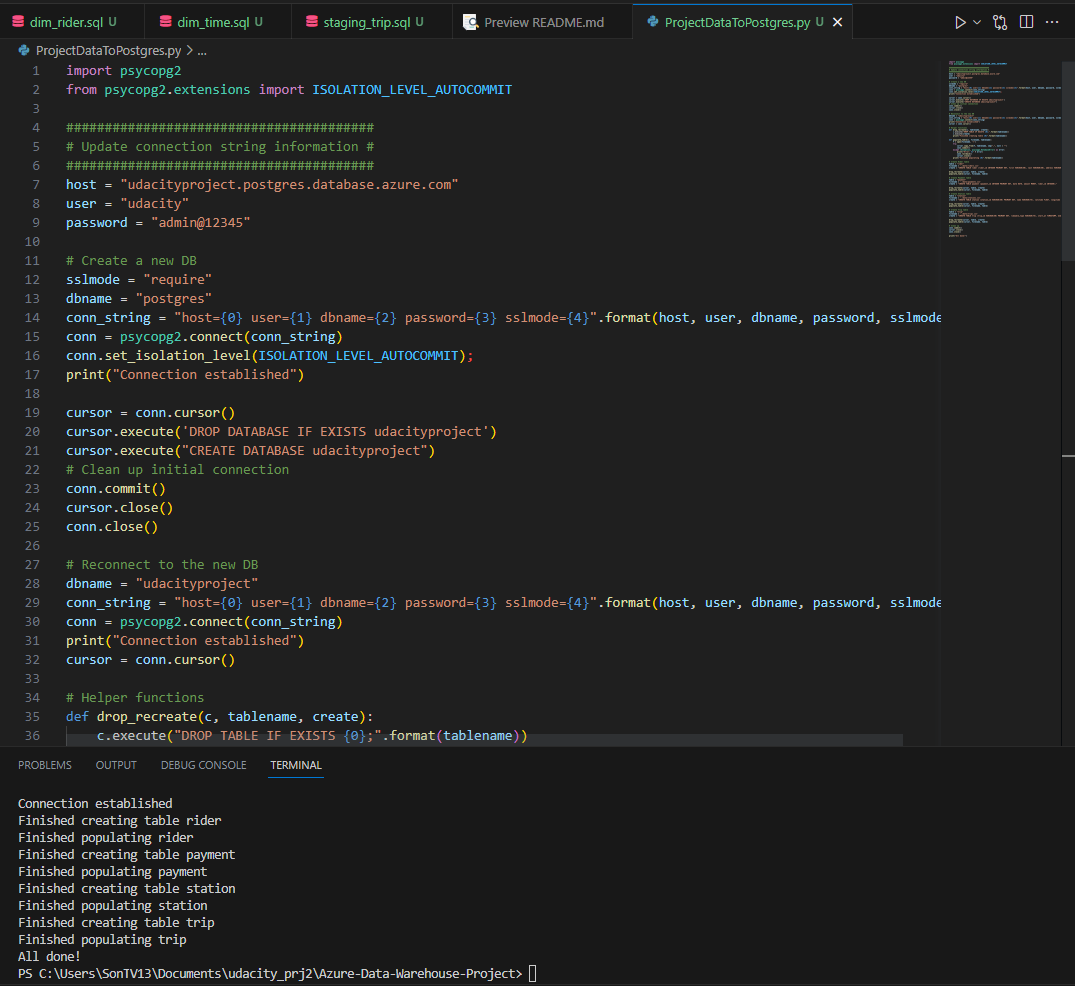 dim_rider.sql U
dim_time.sql U
staging_trip.sql U
Preview README.md
ProjectDataToPostgres.py U
ProjectDataToPostgres.py > ...
1 import psycopg2
2 from psycopg2.extensions import ISOLATION_LEVEL_AUTOCOMMIT
3
4 ########################################
5 # Update connection string information #
6 ########################################
7 host = "udacityproject.postgres.database.azure.com"
8 user = "udacity"
9 password = "admin@12345"
10
11 # Create a new DB
12 sslmode = "require"
13 dbname = "postgres"
14 conn_string = "host={0} user={1} dbname={2} password={3} sslmode={4}".format(host, user, dbname, password, sslmode
15 conn = psycopg2.connect(conn_string)
16 conn.set_isolation_level(ISOLATION_LEVEL_AUTOCOMMIT);
17 print("Connection established")
18
19 cursor = conn.cursor()
20 cursor.execute('DROP DATABASE IF EXISTS udacityproject')
21 cursor.execute("CREATE DATABASE udacityproject")
22 # Clean up initial connection
23 conn.commit()
24 cursor.close()
25 conn.close()
26
27 # Reconnect to the new DB
28 dbname = "udacityproject"
29 conn_string = "host={0} user={1} dbname={2} password={3} sslmode={4}".format(host, user, dbname, password, sslmode
30 conn = psycopg2.connect(conn_string)
31 print("Connection established")
32 cursor = conn.cursor()
33
34 # Helper functions
35 def drop_recreate(c, tablename, create):
36 c.execute("DROP TABLE IF EXISTS {0};".format(tablename))
PROBLEMS OUTPUT DEBUG CONSOLE TERMINAL
Connection established
Finished creating table rider
Finished populating rider
Finished creating table payment
Finished populating payment
Finished creating table station
Finished populating station
Finished creating table trip
Finished populating trip
All done!
PS C:\Users\SonTV13\Documents\udacity_prj2\Azure-Data-Warehouse-Project>